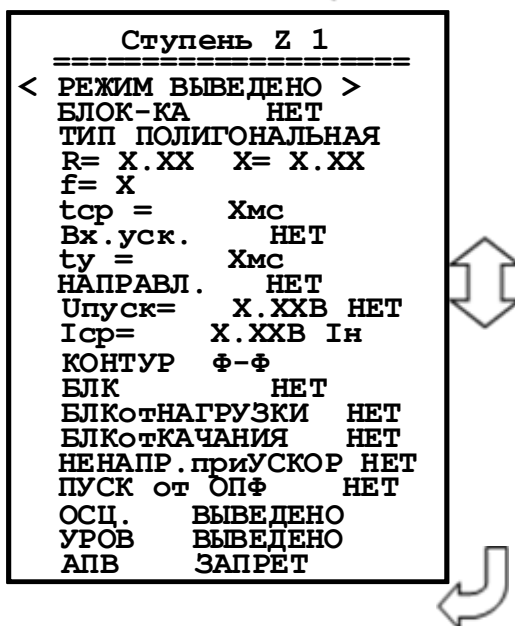 Ступень Z 1
====================
< РЕЖИМ ВЫВЕДЕНО >
БЛОК-КА НЕТ
ТИП ПОЛИГОНАЛЬНАЯ
R= X.XX X= X.XX
f= X
tср = Xмс
Вх.уск. НЕТ
tу = Xмс
НАПРАВЛ. НЕТ
Uпуск= X.XXВ НЕТ
Iср= X.XXВ Iн
КОНТУР Ф-Ф
БЛК НЕТ
БЛКотНАГРУЗКИ НЕТ
БЛКотКАЧАНИЯ НЕТ
НЕНАПР.приУСКОР НЕТ
ПУСК от ОПФ НЕТ
ОСЦ. ВЫВЕДЕНО
УРОВ ВЫВЕДЕНО
АПВ ЗАПРЕТ